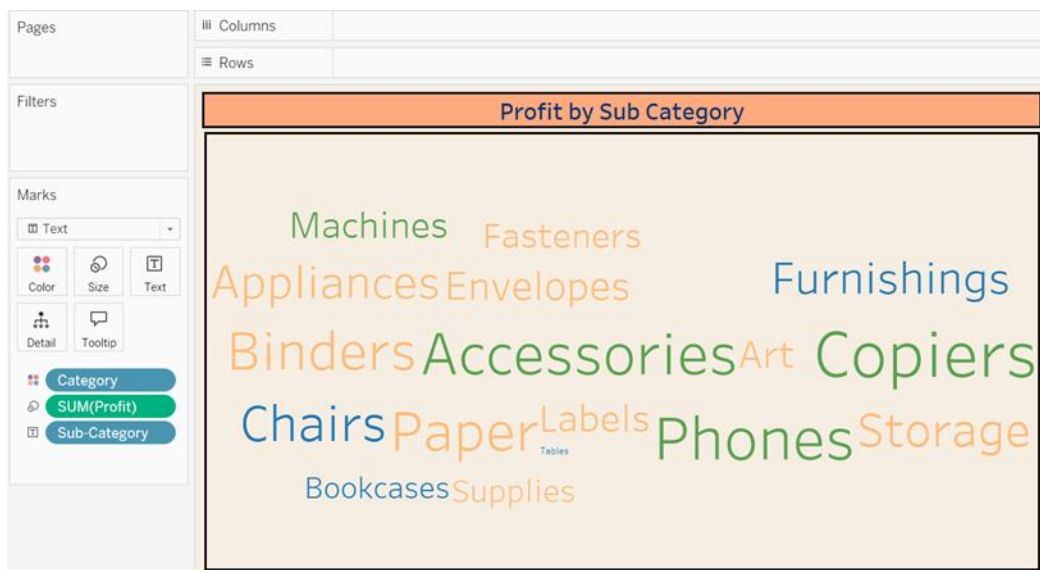 Pages
Columns
Rows
Filters
Profit by Sub Category
Marks
Text
Color Size Text
Detail Tooltip
Category
SUM(Profit)
Sub-Category
Machines Fasteners
Appliances Envelopes Furnishings
Binders Accessories Art Copiers
Chairs Paper Labels Phones Storage
Tables
Bookcases Supplies